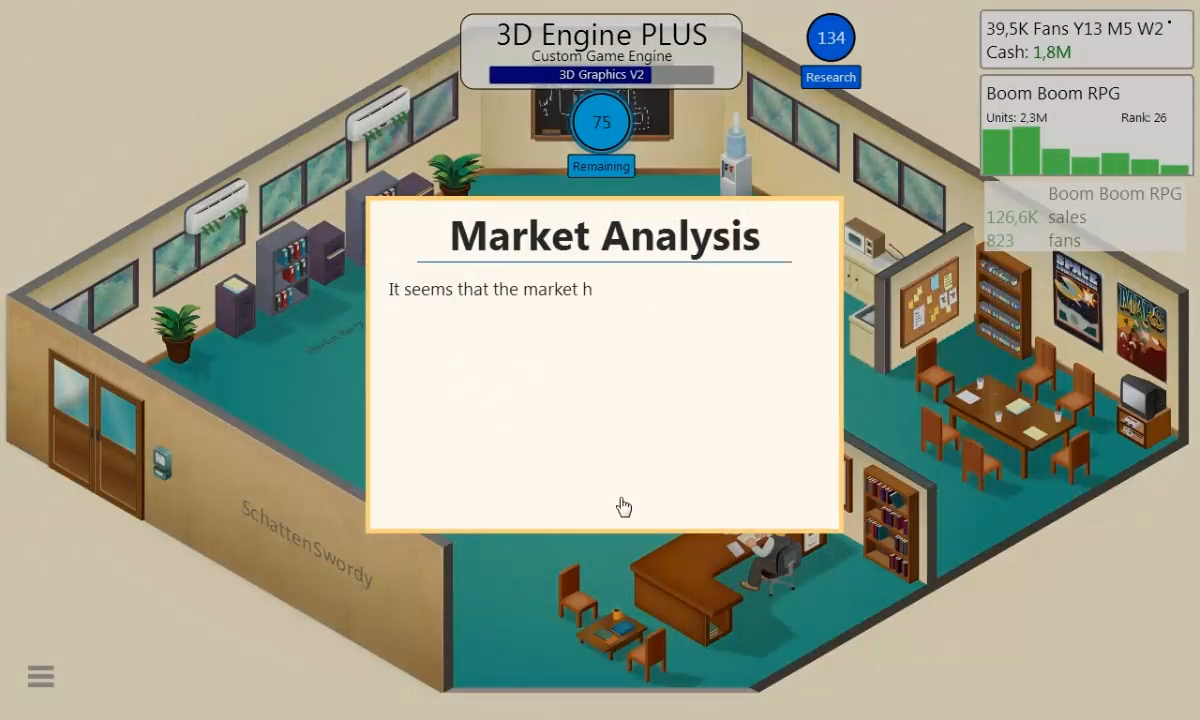 3D Engine PLUS
Custom Game Engine
3D Graphics V2
75
Remaining
134
Research
39,5K Fans Y13 M5 W2
Cash: 1,8M
Boom Boom RPG
Units: 2,3M Rank: 26
Boom Boom RPG
126,6K sales
823 fans
Market Analysis
It seems that the market h
SPACE
MARS
SchattenSwordy